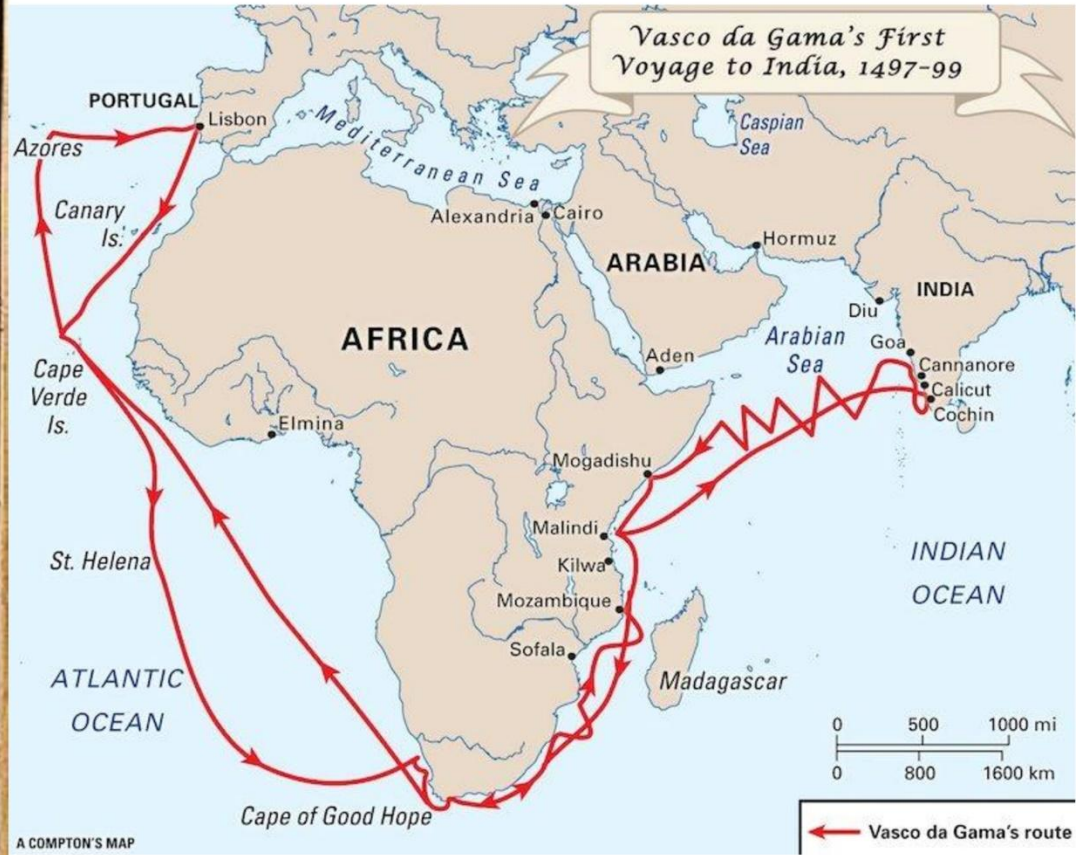 Vasco da Gama's First
Voyage to India, 1497-99
PORTUGAL
Lisbon
Azores
Mediterranean Sea
Caspian
Sea
Canary
Is.
Alexandria
Cairo
Hormuz
ARABIA
INDIA
Diu
AFRICA
Arabian
Sea
Goa
Aden
Cannanore
Calicut
Cochin
Cape
Verde
Is.
Elmina
Mogadishu
Malindi
St. Helena
Kilwa
INDIAN
OCEAN
Mozambique
Sofala
ATLANTIC
OCEAN
Madagascar
0 500 1000 mi
0 800 1600 km
Cape of Good Hope
A COMPTON'S MAP
Vasco da Gama's route